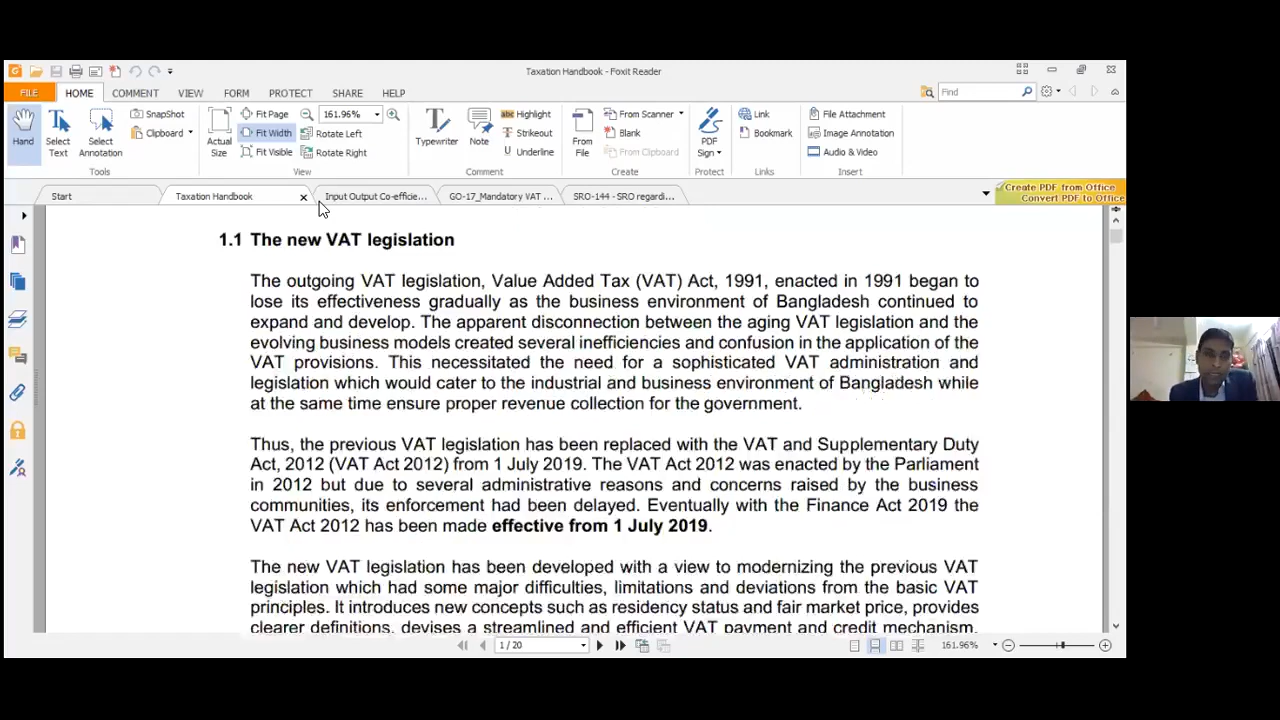 Taxation Handbook - Foxit Reader
FILE HOME COMMENT VIEW FORM PROTECT SHARE HELP Find
Hand
Select Text
Select Annotation
SnapShot
Clipboard
Tools
Actual Size
Fit Page
Fit Width
Fit Visible
161.96%
Rotate Left
Rotate Right
View
Typewriter
Note
Highlight
Strikeout
Underline
Comment
From File
From Scanner
Blank
From Clipboard
Create
PDF Sign
Protect
Link
Bookmark
Links
File Attachment
Image Annotation
Audio & Video
Insert
Start Taxation Handbook Input Output Co-efficie... GO-17_Mandatory VAT ... SRO-144 - SRO regardi...
Create PDF from Office
Convert PDF to Office
1.1 The new VAT legislation
The outgoing VAT legislation, Value Added Tax (VAT) Act, 1991, enacted in 1991 began to
lose its effectiveness gradually as the business environment of Bangladesh continued to
expand and develop. The apparent disconnection between the aging VAT legislation and the
evolving business models created several inefficiencies and confusion in the application of the
VAT provisions. This necessitated the need for a sophisticated VAT administration and
legislation which would cater to the industrial and business environment of Bangladesh while
at the same time ensure proper revenue collection for the government.
Thus, the previous VAT legislation has been replaced with the VAT and Supplementary Duty
Act, 2012 (VAT Act 2012) from 1 July 2019. The VAT Act 2012 was enacted by the Parliament
in 2012 but due to several administrative reasons and concerns raised by the business
communities, its enforcement had been delayed. Eventually with the Finance Act 2019 the
VAT Act 2012 has been made effective from 1 July 2019.
The new VAT legislation has been developed with a view to modernizing the previous VAT
legislation which had some major difficulties, limitations and deviations from the basic VAT
principles. It introduces new concepts such as residency status and fair market price, provides
clearer definitions, devises a streamlined and efficient VAT payment and credit mechanism,
1 / 20 161.96%